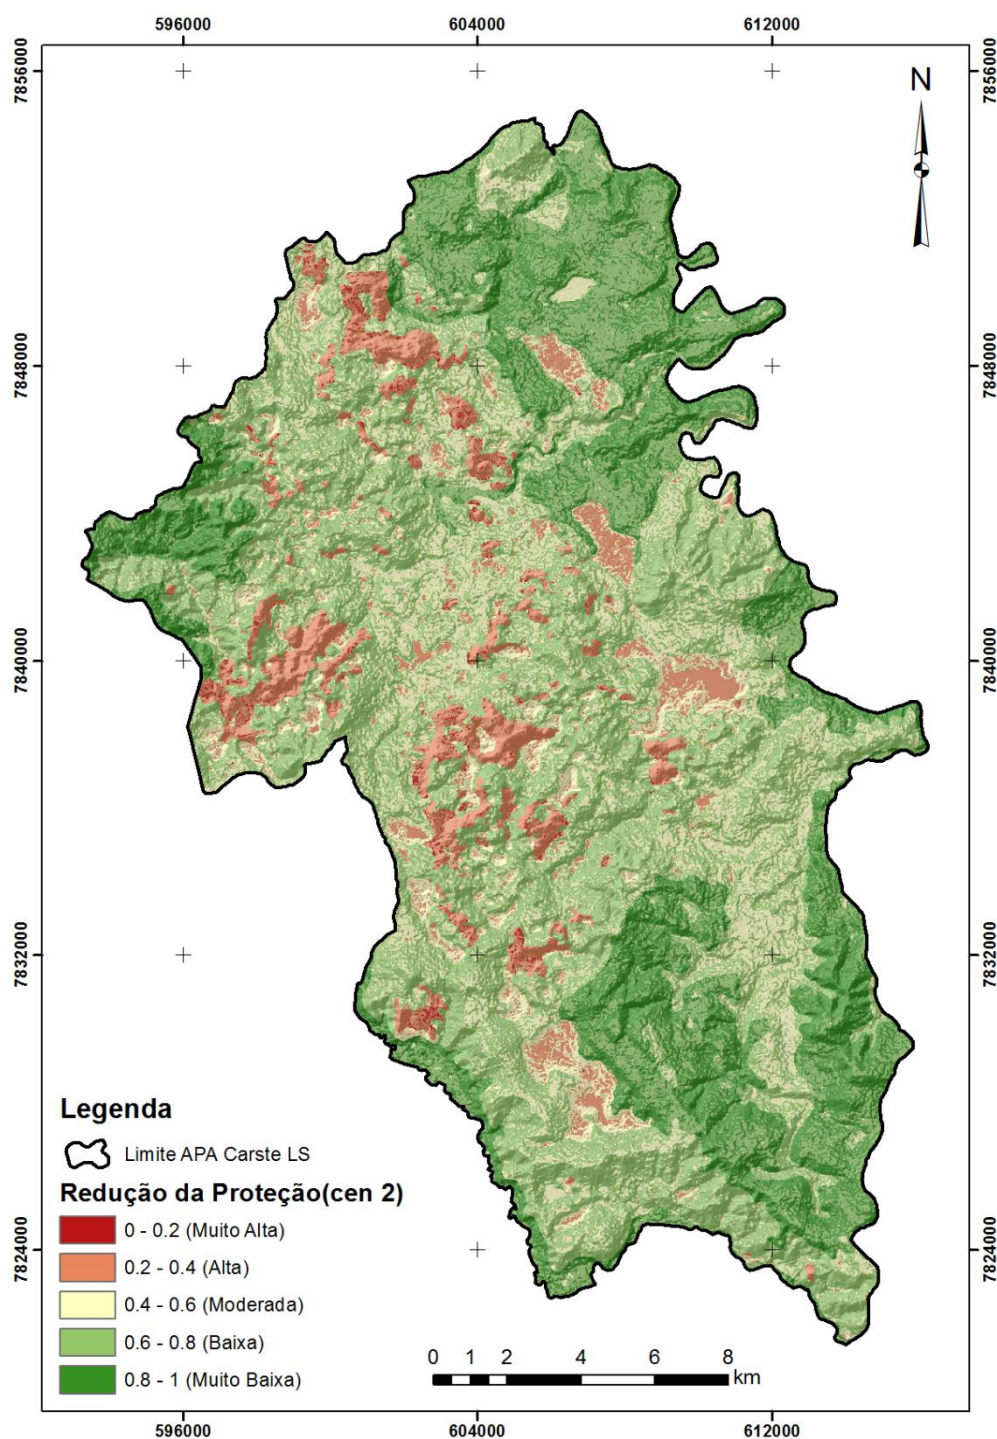 596000 604000 612000
7856000 7856000
N
7848000 7848000
7840000 7840000
7832000 7832000
7824000 7824000
Legenda
Limite APA Carste LS
Redução da Proteção(cen 2)
0 - 0.2 (Muito Alta)
0.2 - 0.4 (Alta)
0.4 - 0.6 (Moderada)
0.6 - 0.8 (Baixa)
0.8 - 1 (Muito Baixa)
0 1 2 4 6 8
km
596000 604000 612000